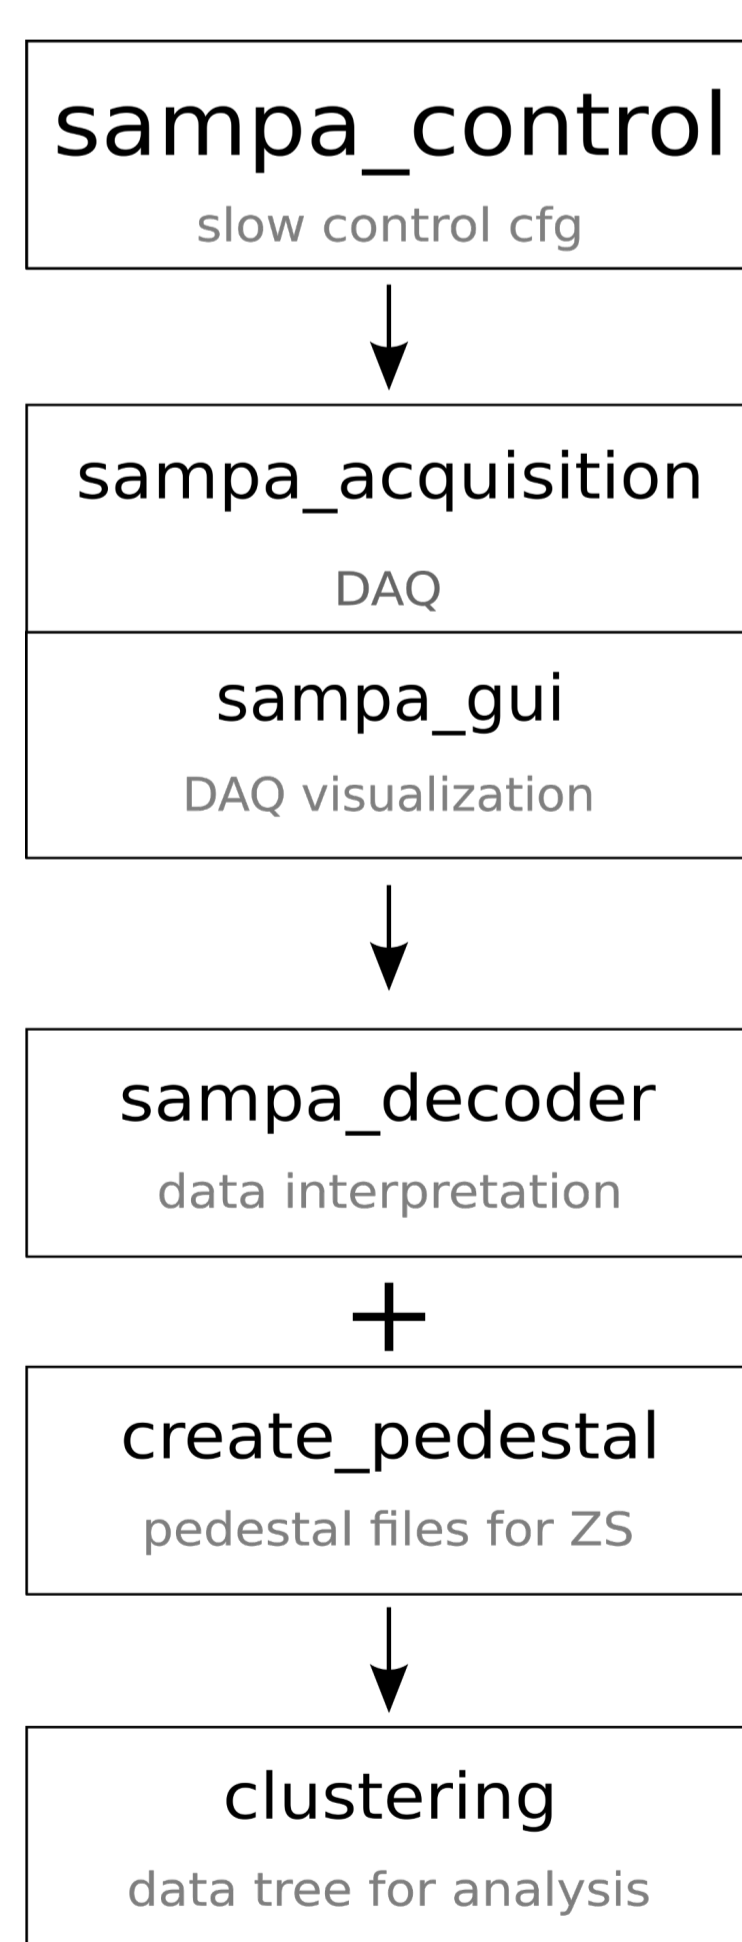 sampa_control
slow control cfg
sampa_acquisition
DAQ
sampa_gui
DAQ visualization
sampa_decoder
data interpretation
+
create_pedestal
pedestal files for ZS
clustering
data tree for analysis